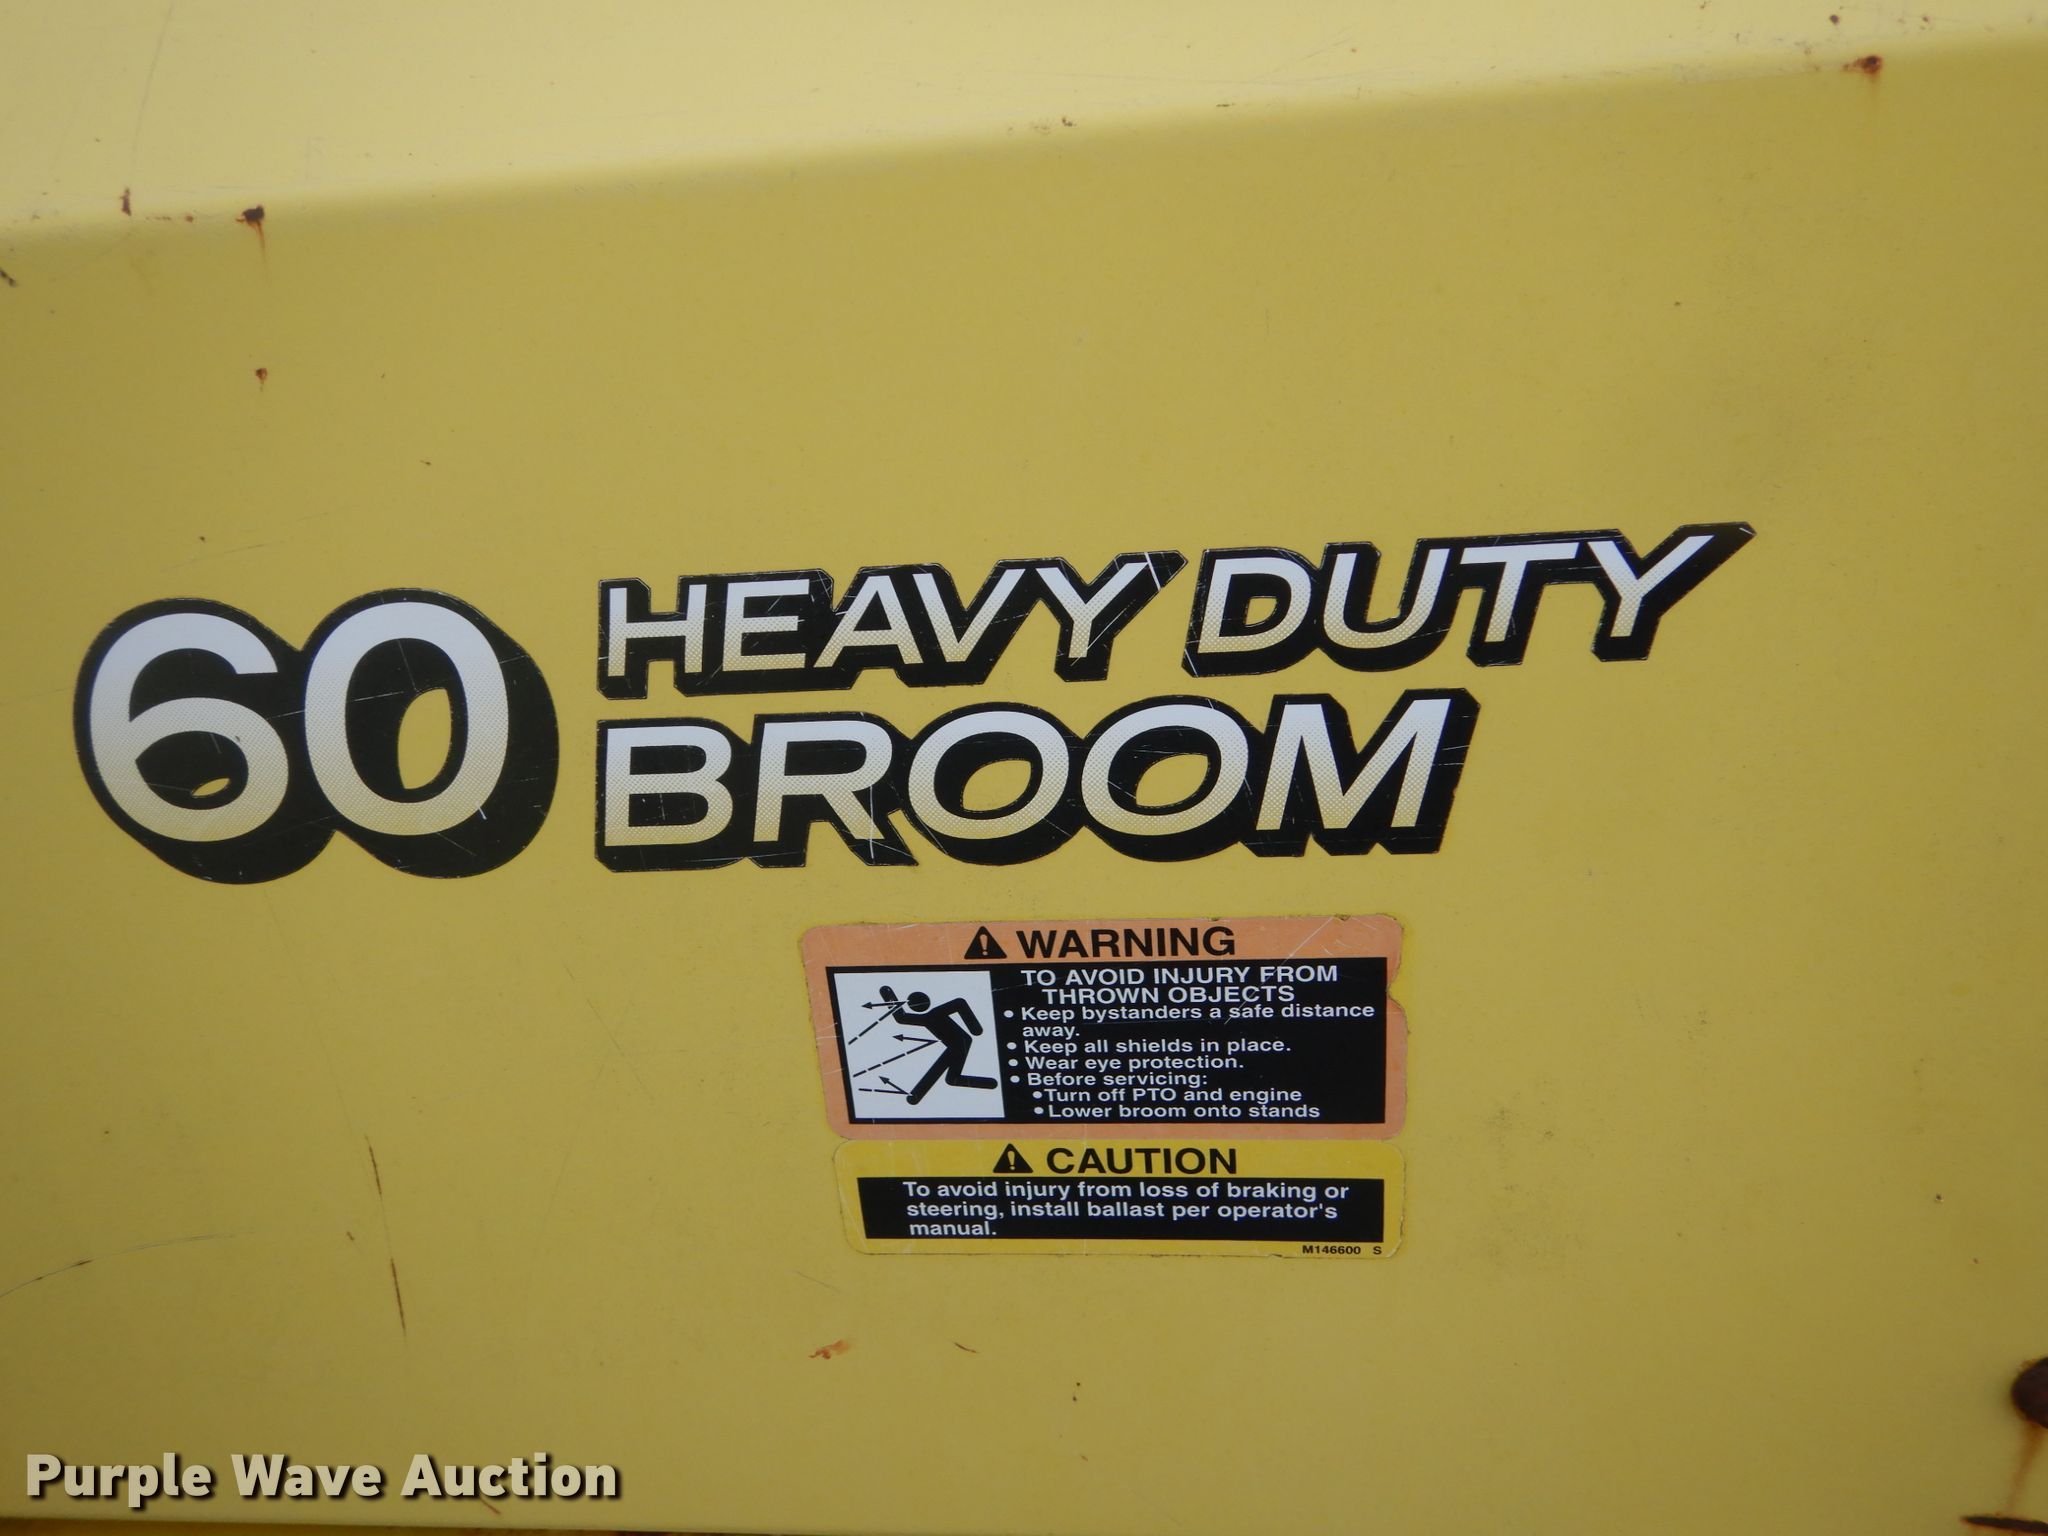 60 HEAVY DUTY
BROOM
WARNING
TO AVOID INJURY FROM
THROWN OBJECTS
• Keep bystanders a safe distance
away.
• Keep all shields in place.
• Wear eye protection.
• Before servicing:
• Turn off PTO and engine
• Lower broom onto stands
CAUTION
To avoid injury from loss of braking or
steering, install ballast per operator's
manual.
M146600 S
Purple Wave Auction